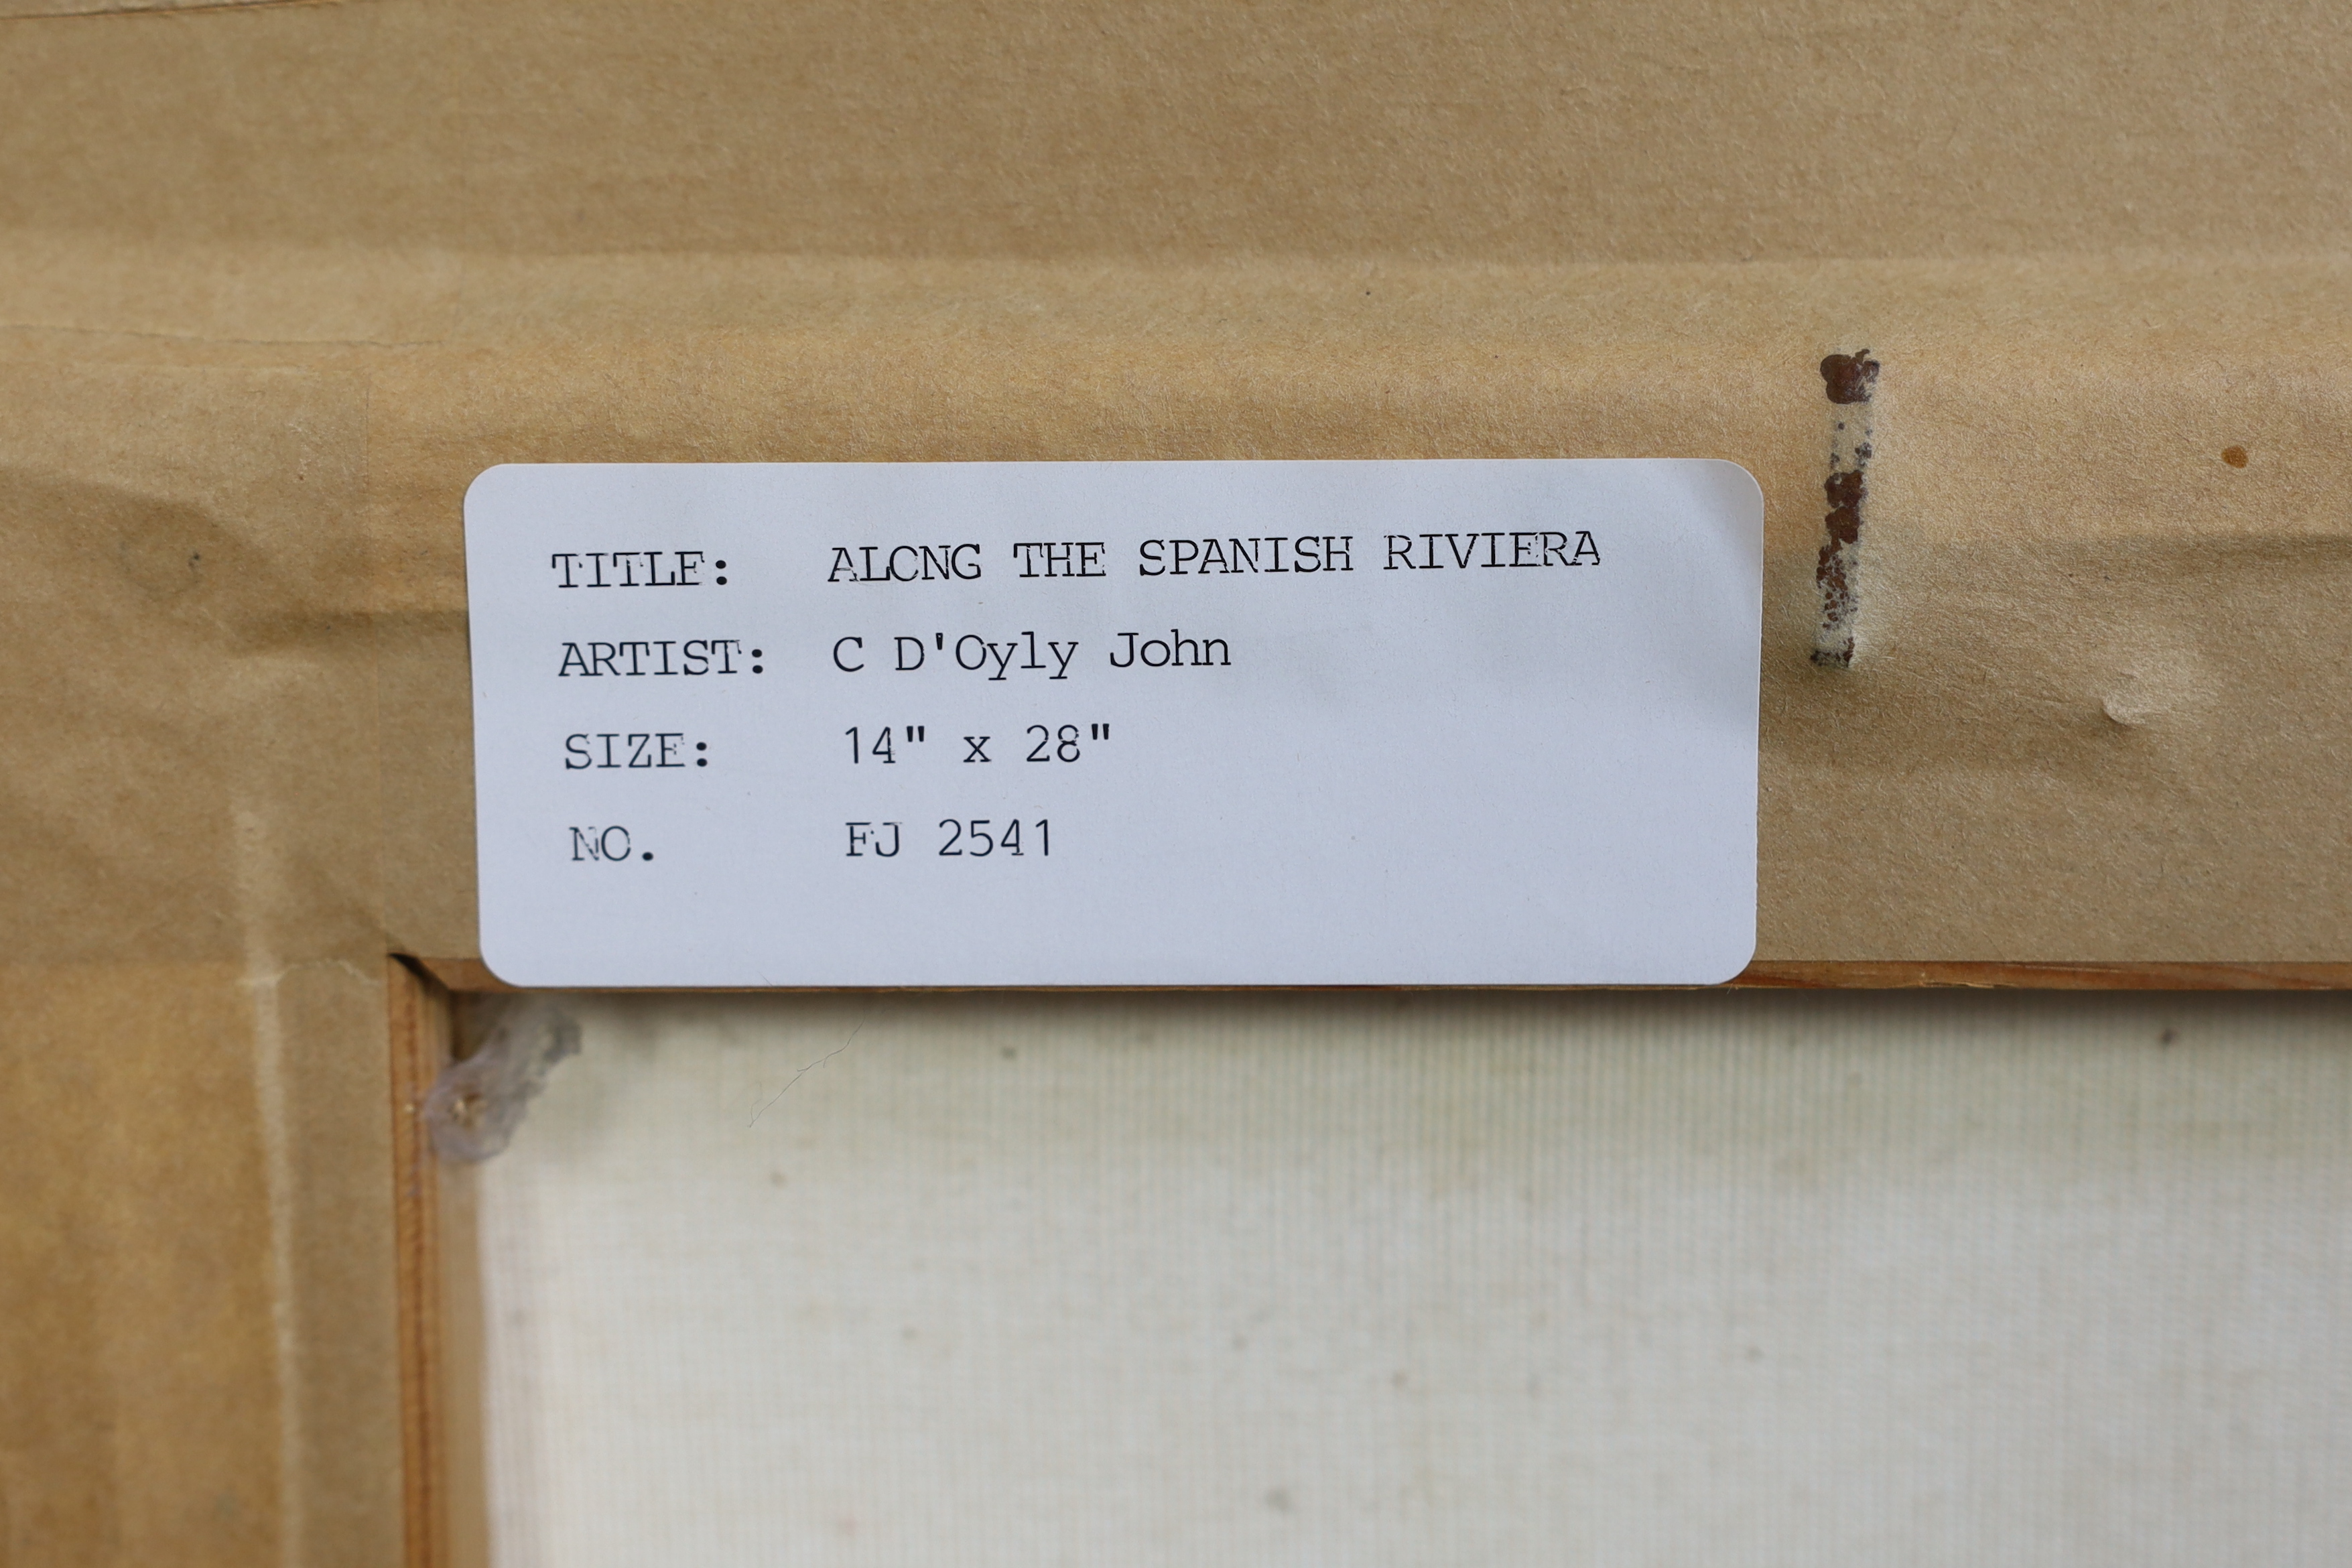 TITLE: ALONG THE SPANISH RIVIERA
ARTIST: C D'Oyly John
SIZE: 14" x 28"
NO. FJ 2541